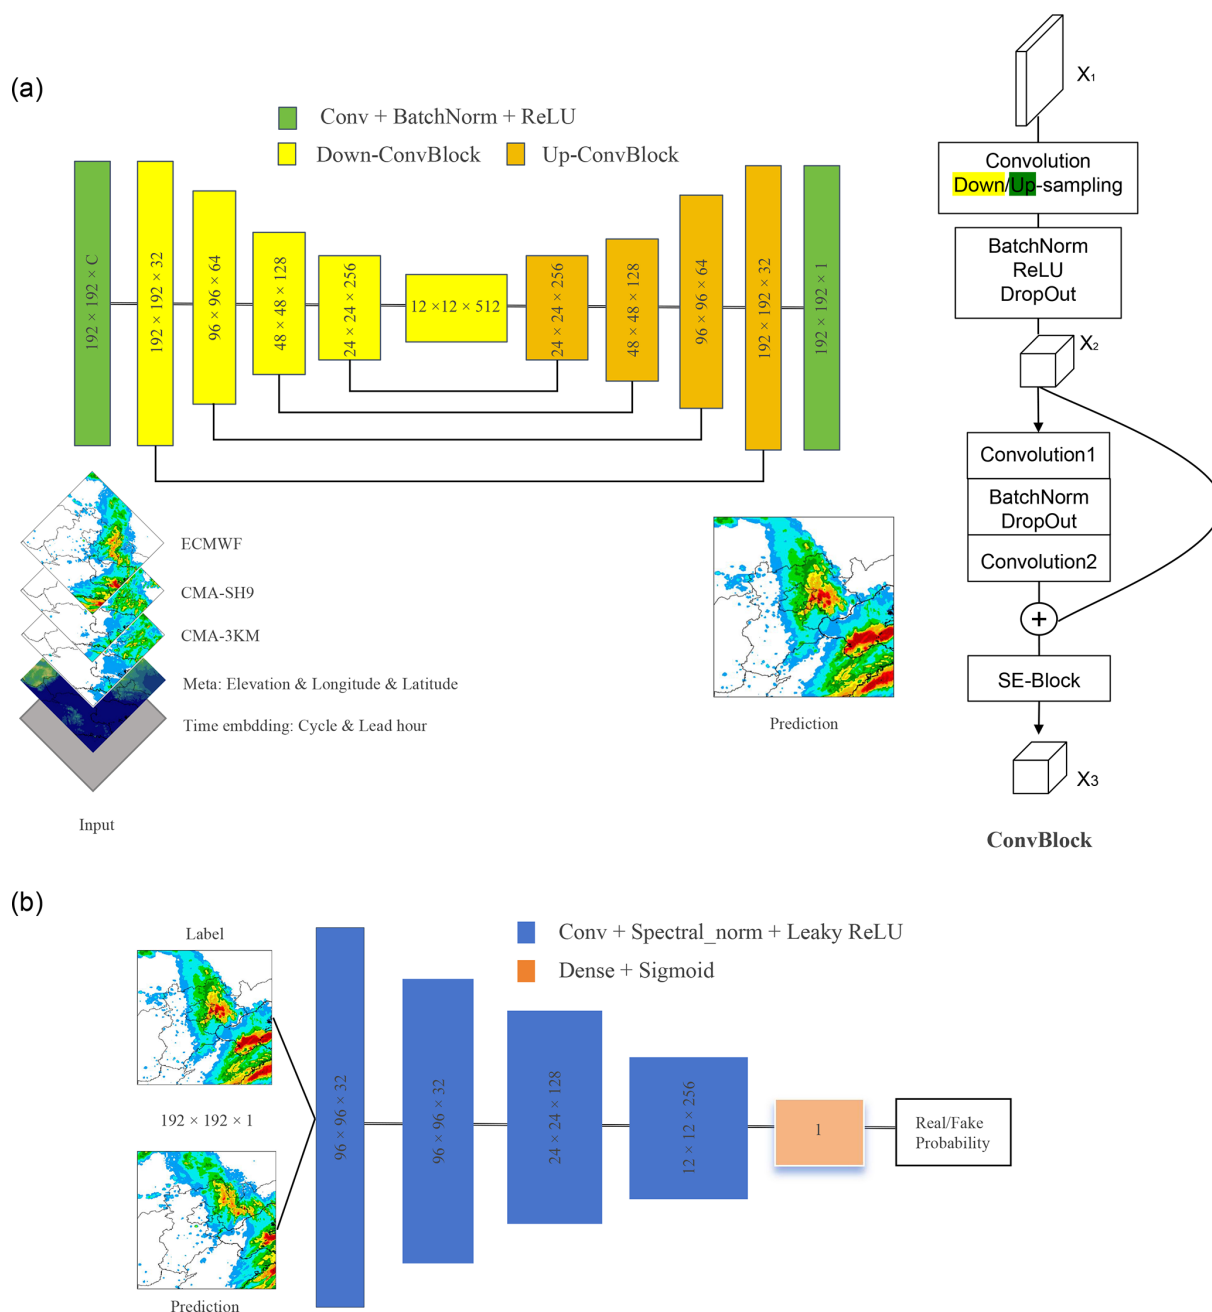 (a)
Conv + BatchNorm + ReLU
Down-ConvBlock
Up-ConvBlock
192 × 192 × C
192 × 192 × 32
96 × 96 × 64
48 × 48 × 128
24 × 24 × 256
12 ×12 × 512
24 × 24 × 256
48 × 48 × 128
96 × 96 × 64
192 × 192 × 32
192 × 192 × 1
ECMWF
CMA-SH9
CMA-3KM
Meta: Elevation & Longitude & Latitude
Time embdding: Cycle & Lead hour
Input
Prediction
X1
Convolution
Down/Up-sampling
BatchNorm
ReLU
DropOut
X2
Convolution1
BatchNorm
DropOut
Convolution2
+
SE-Block
X3
ConvBlock
(b)
Label
Conv + Spectral_norm + Leaky ReLU
Dense + Sigmoid
192 × 192 × 1
Prediction
96 × 96 × 32
96 × 96 × 32
24 × 24 × 128
12 × 12 × 256
1
Real/Fake
Probability